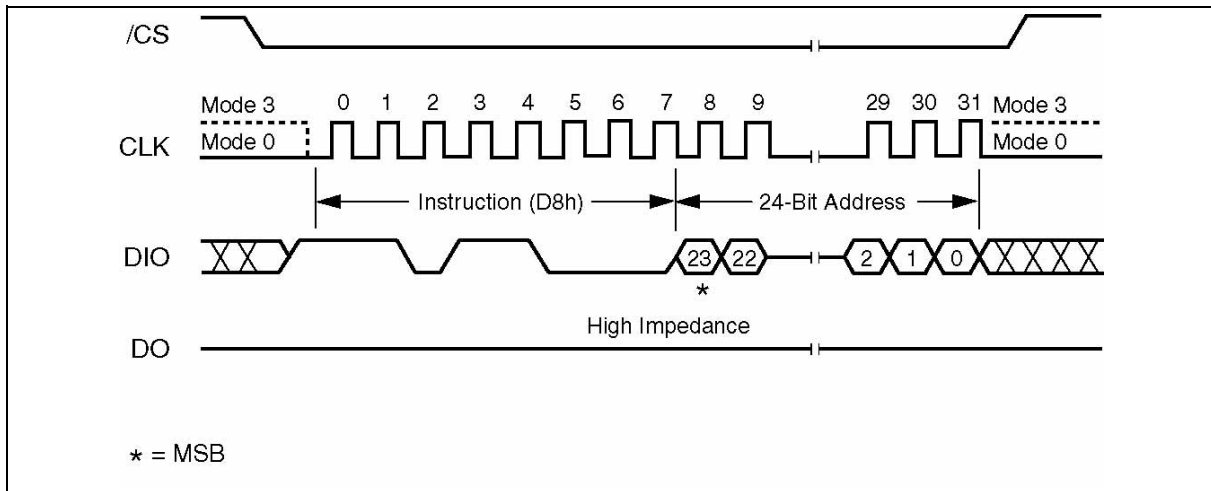 /CS
Mode 3 0 1 2 3 4 5 6 7 8 9 29 30 31 Mode 3
CLK Mode 0 Mode 0
Instruction (D8h) 24-Bit Address
DIO 23 22 2 1 0
*
High Impedance
DO
* = MSB